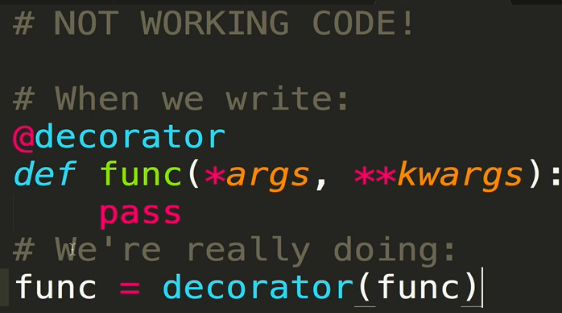 # NOT WORKING CODE!
# When we write:
@decorator
def func(*args, **kwargs):
    pass
# We're really doing:
func = decorator(func)